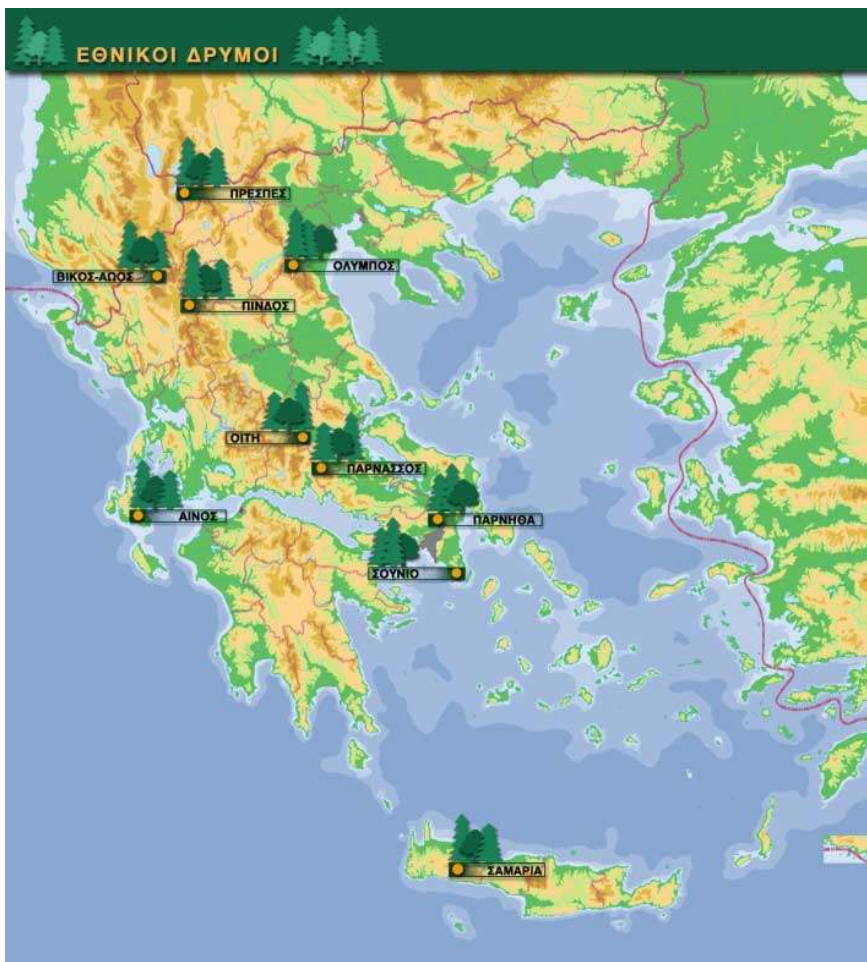 ΕΘΝΙΚΟΙ ΔΡΥΜΟΙ
ΠΡΕΣΠΕΣ
ΟΛΥΜΠΟΣ
ΒΙΚΟΣ-ΑΩΟΣ
ΠΙΝΔΟΣ
ΟΙΤΗ
ΠΑΡΝΑΣΣΟΣ
ΑΙΝΟΣ
ΠΑΡΝΗΘΑ
ΣΟΥΝΙΟ
ΣΑΜΑΡΙΑ